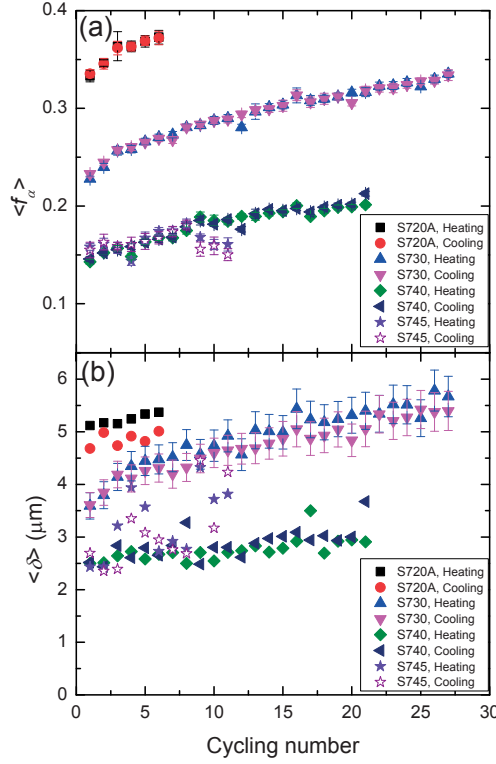 (a)
0.4
0.3
0.2
0.1
<f_α>
S720A, Heating
S720A, Cooling
S730, Heating
S730, Cooling
S740, Heating
S740, Cooling
S745, Heating
S745, Cooling
(b)
6
5
4
3
2
1
0
<δ> (μm)
S720A, Heating
S720A, Cooling
S730, Heating
S730, Cooling
S740, Heating
S740, Cooling
S745, Heating
S745, Cooling
0 5 10 15 20 25 30
Cycling number